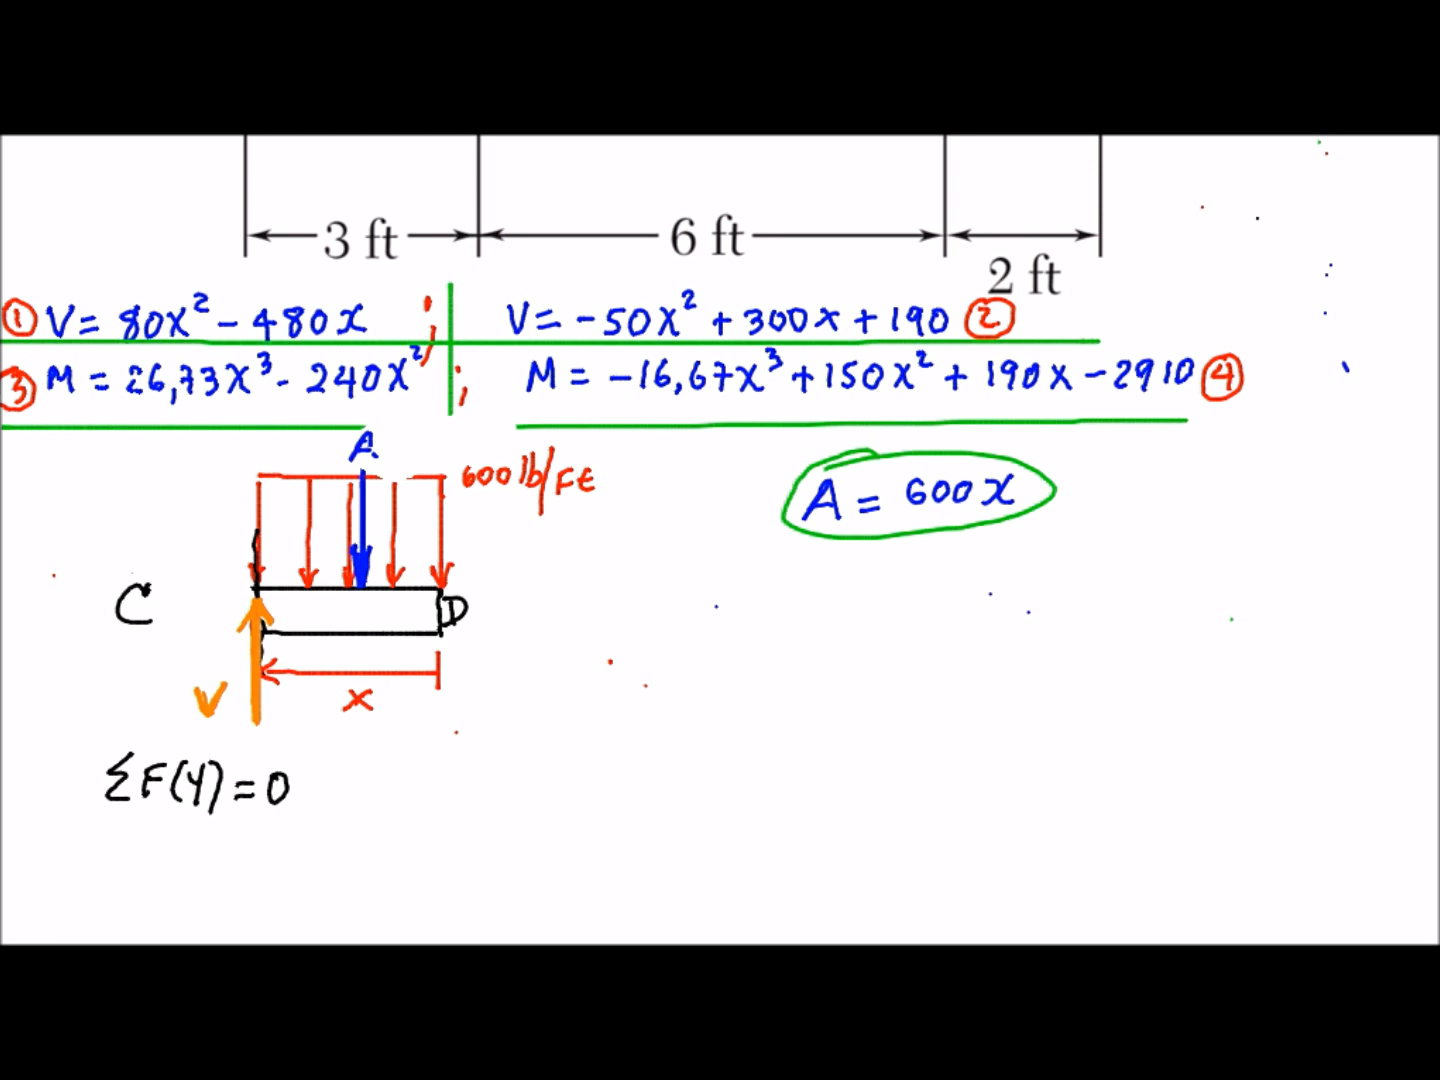 3 ft 6 ft 2 ft
① V = 80x² - 480x ; V = -50x² + 300x + 190 ②
③ M = 26,73x³ - 240x² ; M = -16,67x³ + 150x² + 190x - 2910 ④
A
600 lb/Ft
A = 600x
C D
V x
ΣF(y) = 0